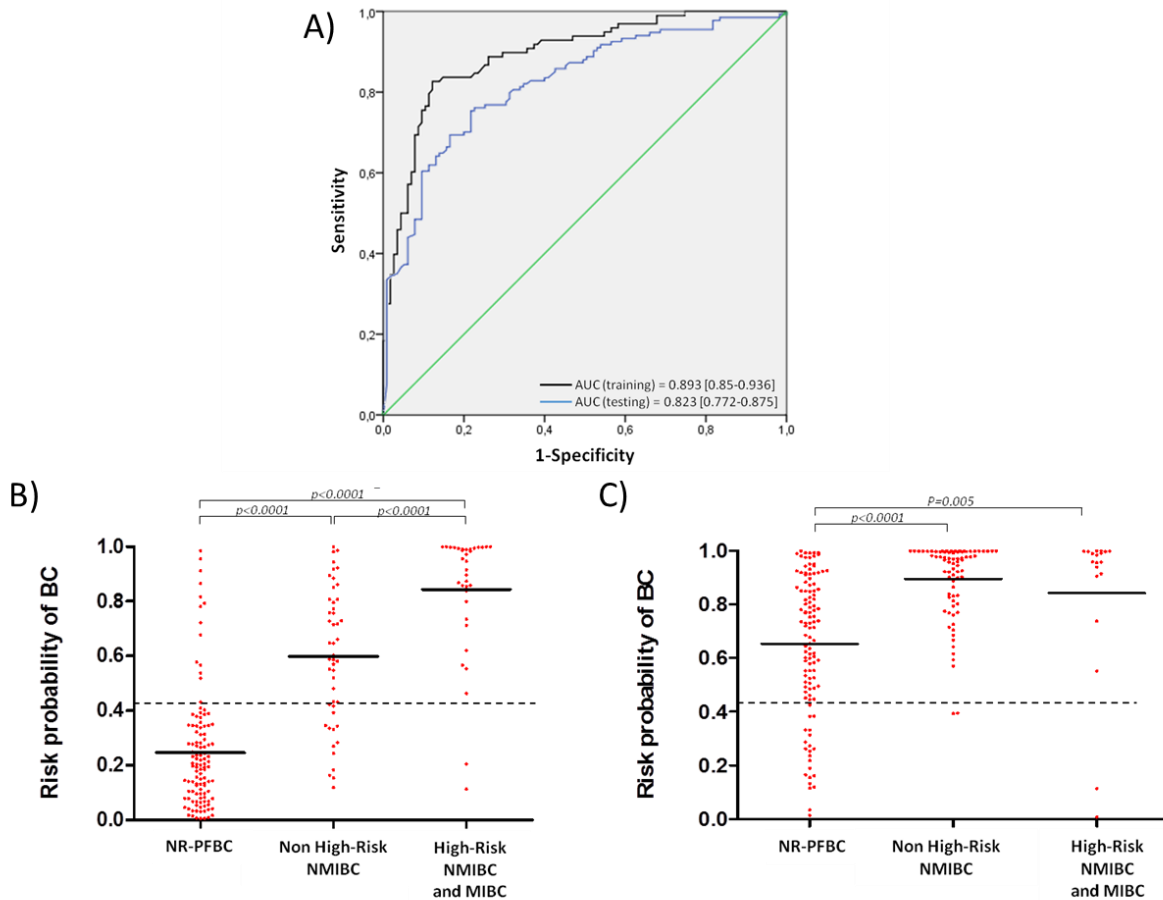 A)
Sensitivity
1,0
0,8
0,6
0,4
0,2
0,0
AUC (training) = 0.893 [0.85-0.936]
AUC (testing) = 0.823 [0.772-0.875]
0,0 0,2 0,4 0,6 0,8 1,0
1-Specificity
B)
p<0.0001
p<0.0001 p<0.0001
Risk probability of BC
1.0
0.8
0.6
0.4
0.2
0.0
NR-PFBC
Non High-Risk
NMIBC
High-Risk
NMIBC
and MIBC
C)
P=0.005
p<0.0001
Risk probability of BC
1.0
0.8
0.6
0.4
0.2
0.0
NR-PFBC
Non High-Risk
NMIBC
High-Risk
NMIBC
and MIBC